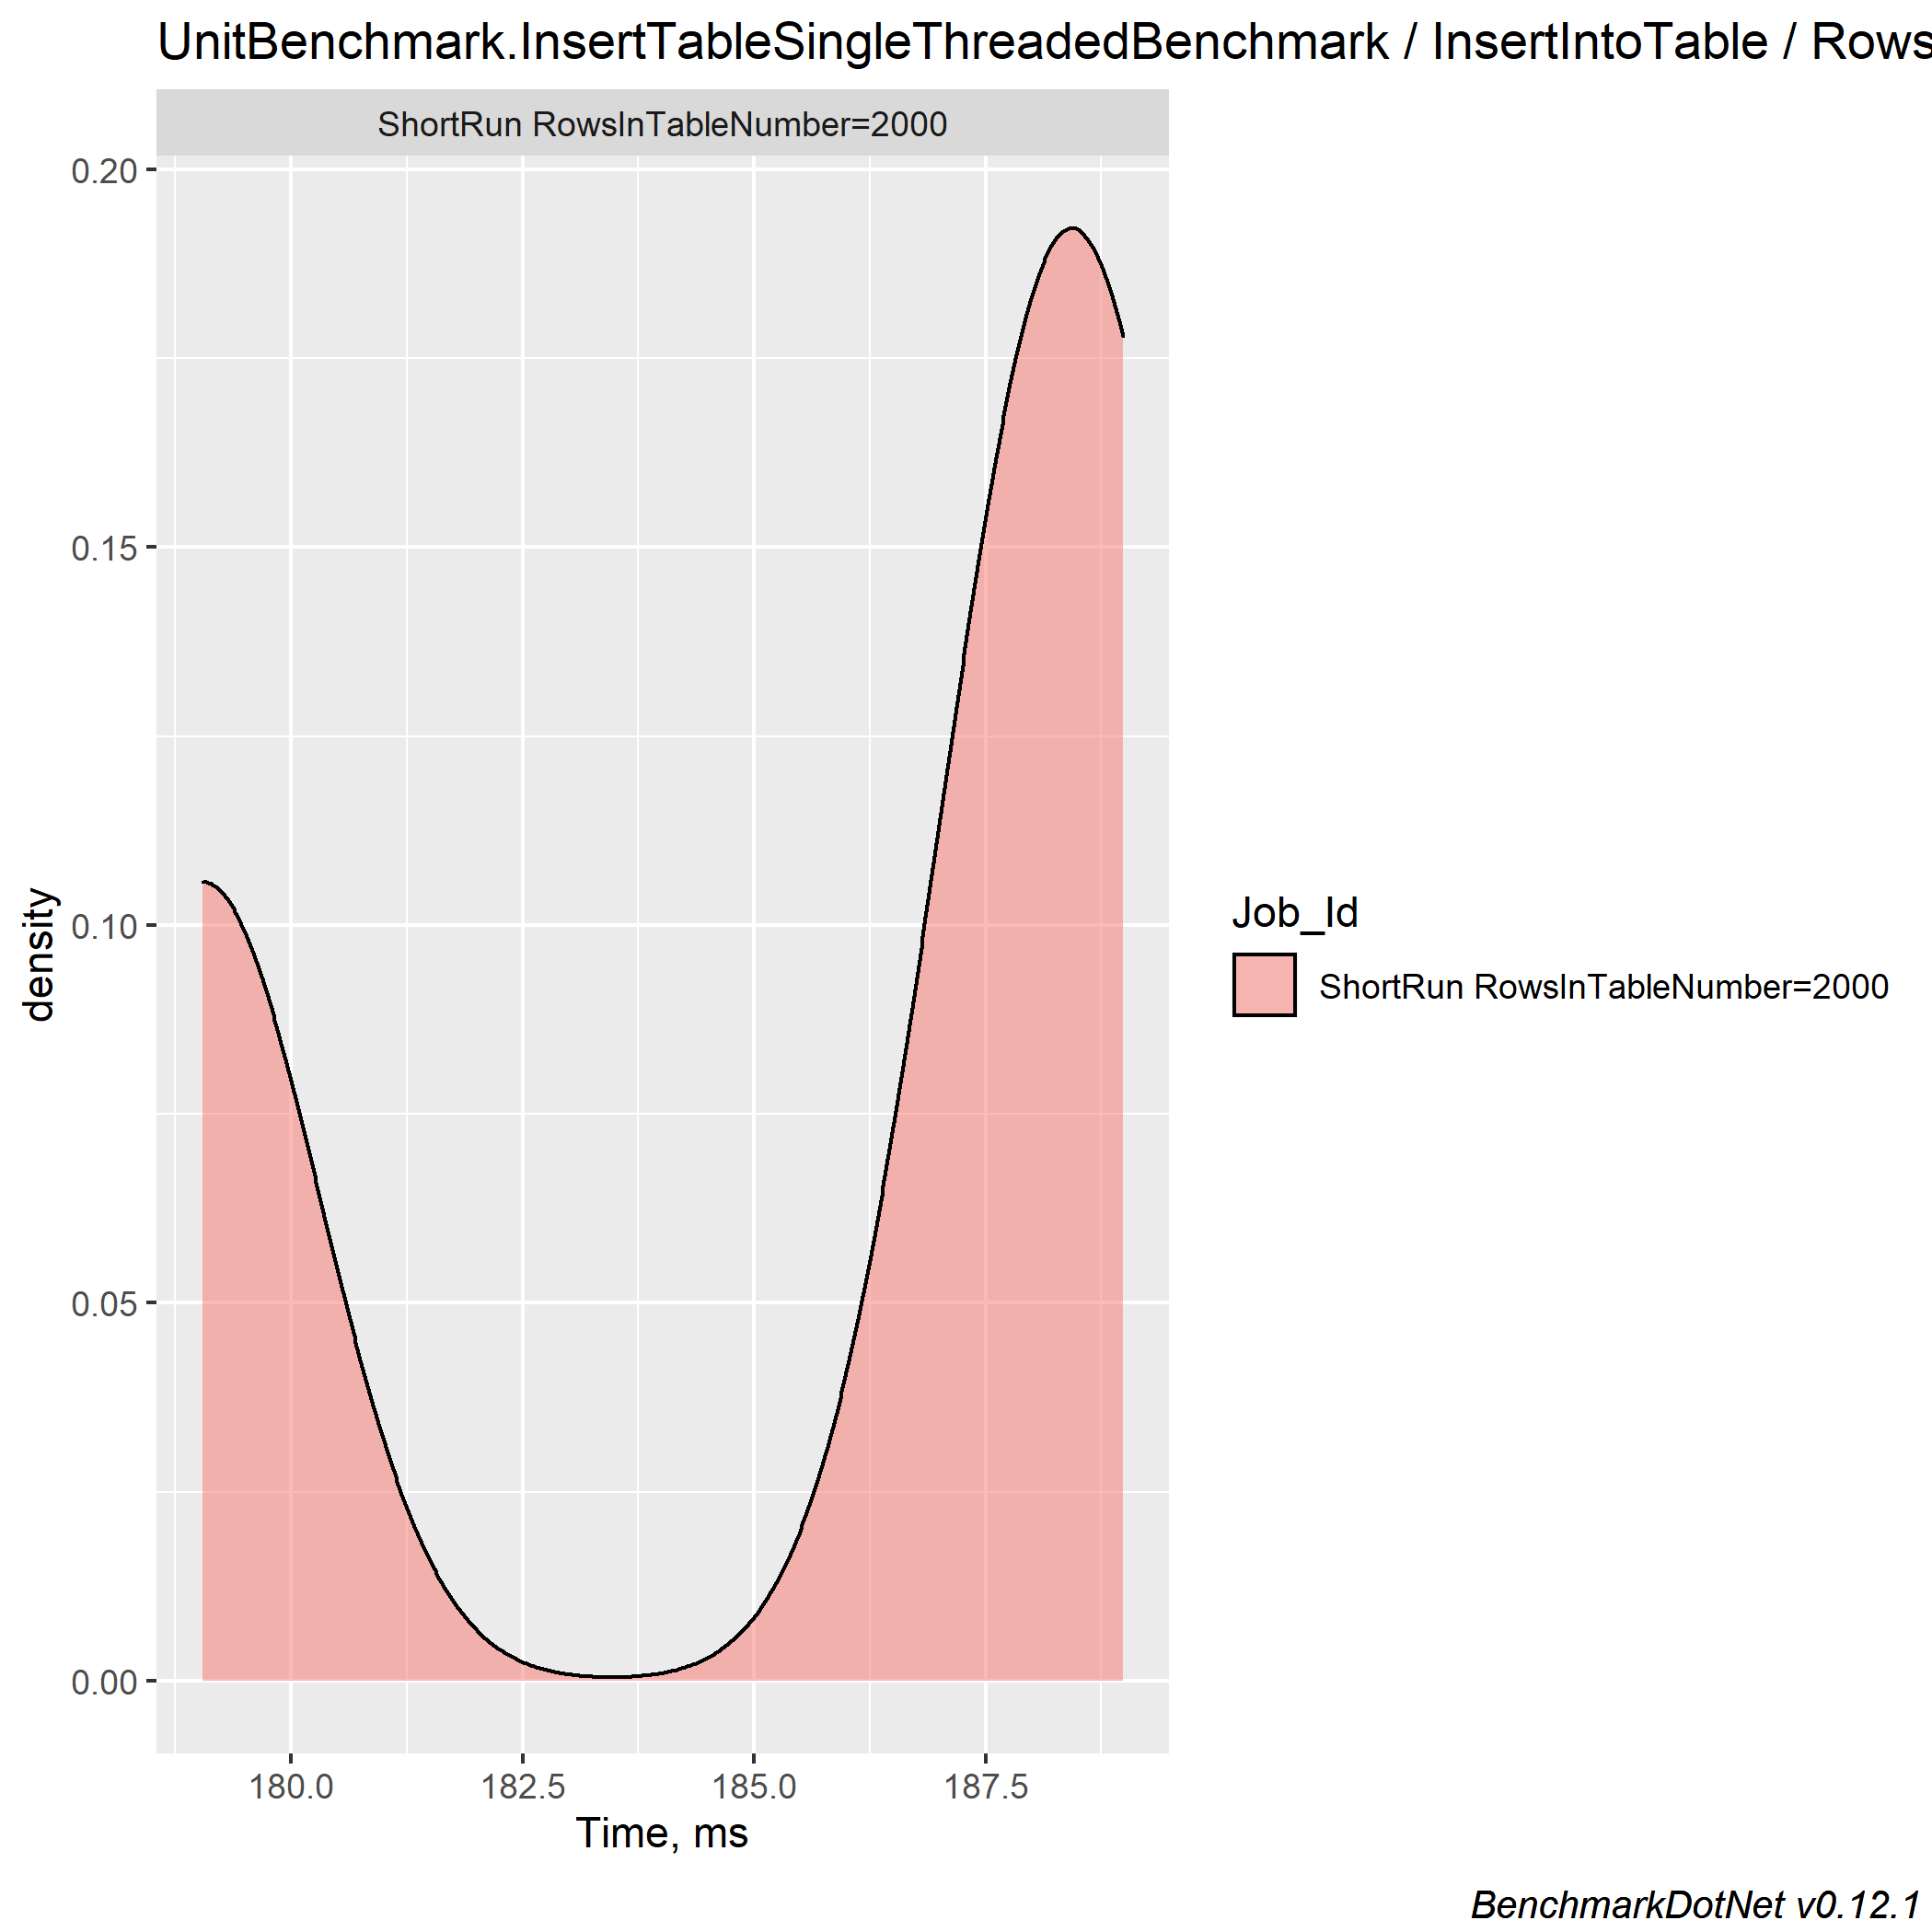 UnitBenchmark.InsertTableSingleThreadedBenchmark / InsertIntoTable / Rows
ShortRun RowsInTableNumber=2000
0.20
0.15
0.10
0.05
0.00
density
180.0 182.5 185.0 187.5
Time, ms
Job_Id
ShortRun RowsInTableNumber=2000
BenchmarkDotNet v0.12.1